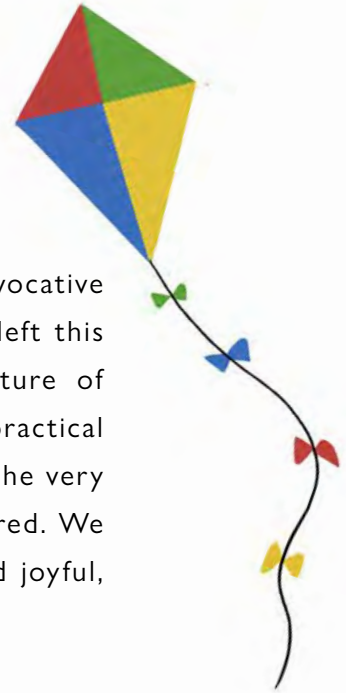 vocative
left this
ture of
practical
he very
red. We
d joyful,